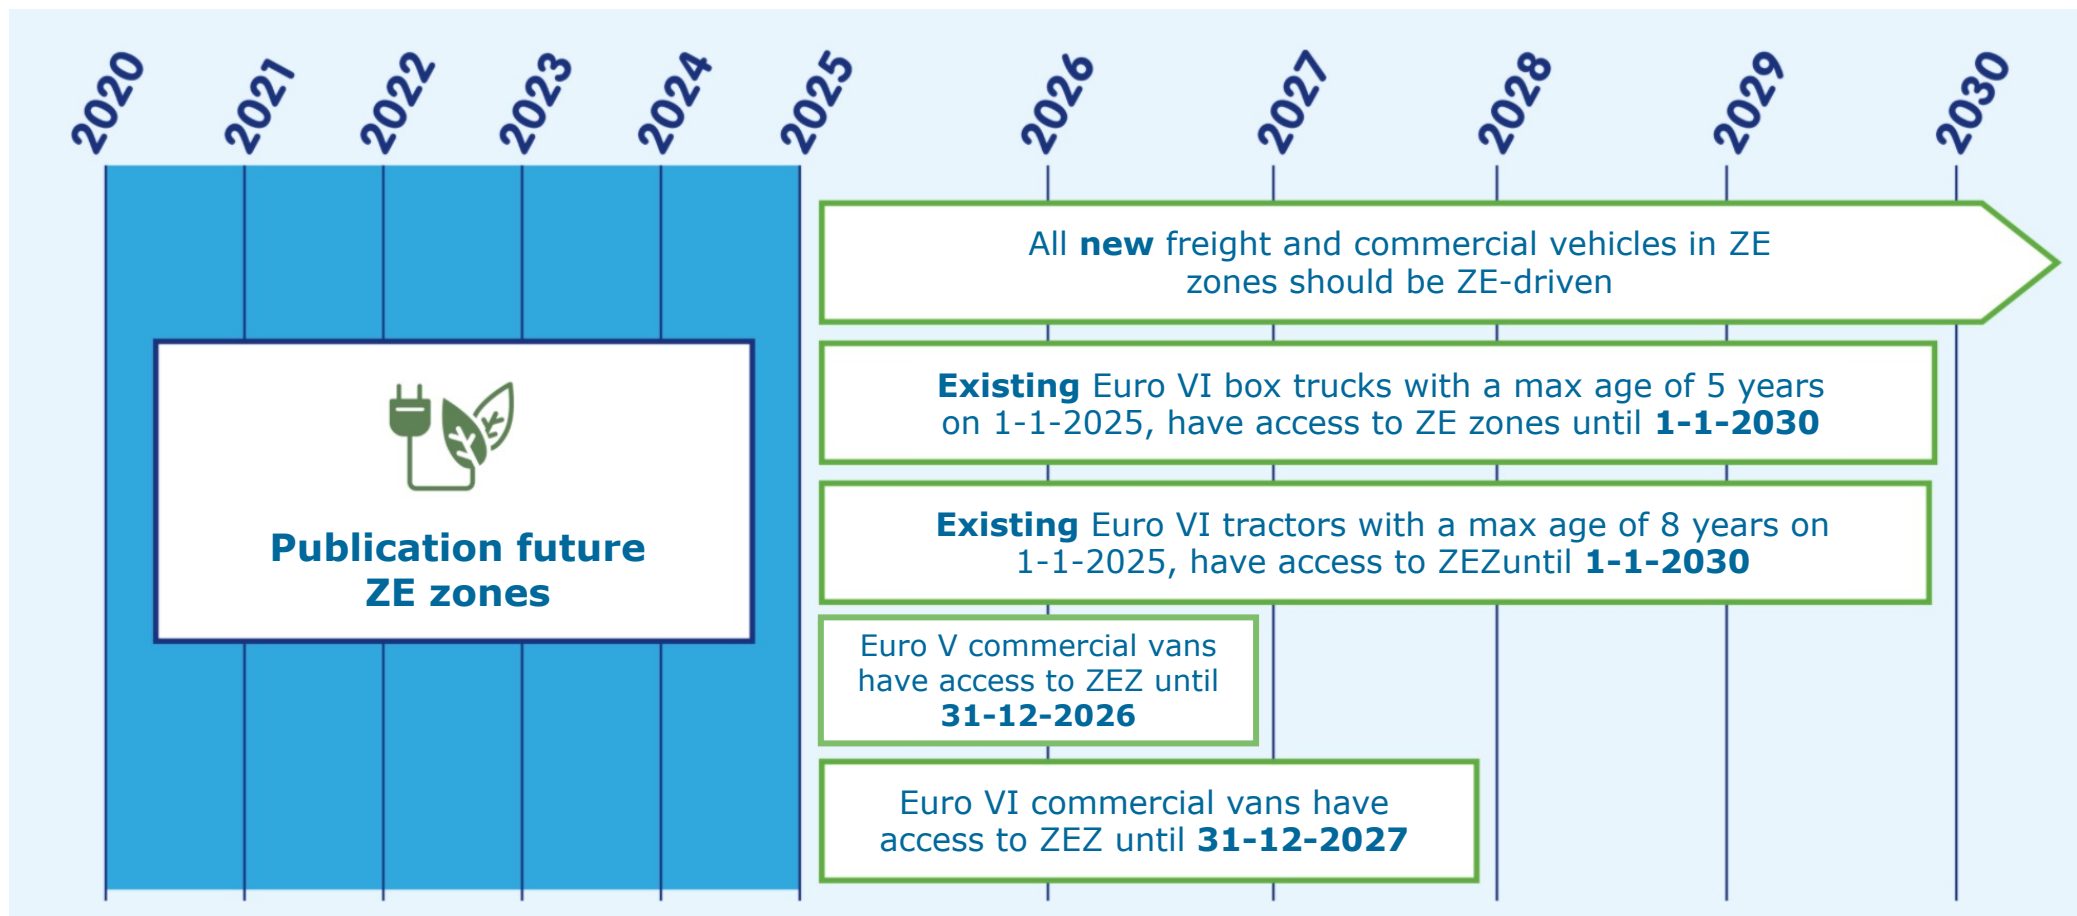 2020
2021
2022
2023
2024
2025
2026
2027
2028
2029
2030
All new freight and commercial vehicles in ZE
zones should be ZE-driven
Existing Euro VI box trucks with a max age of 5 years
on 1-1-2025, have access to ZE zones until 1-1-2030
Existing Euro VI tractors with a max age of 8 years on
1-1-2025, have access to ZEZuntil 1-1-2030
Publication future
ZE zones
Euro V commercial vans
have access to ZEZ until
31-12-2026
Euro VI commercial vans have
access to ZEZ until 31-12-2027